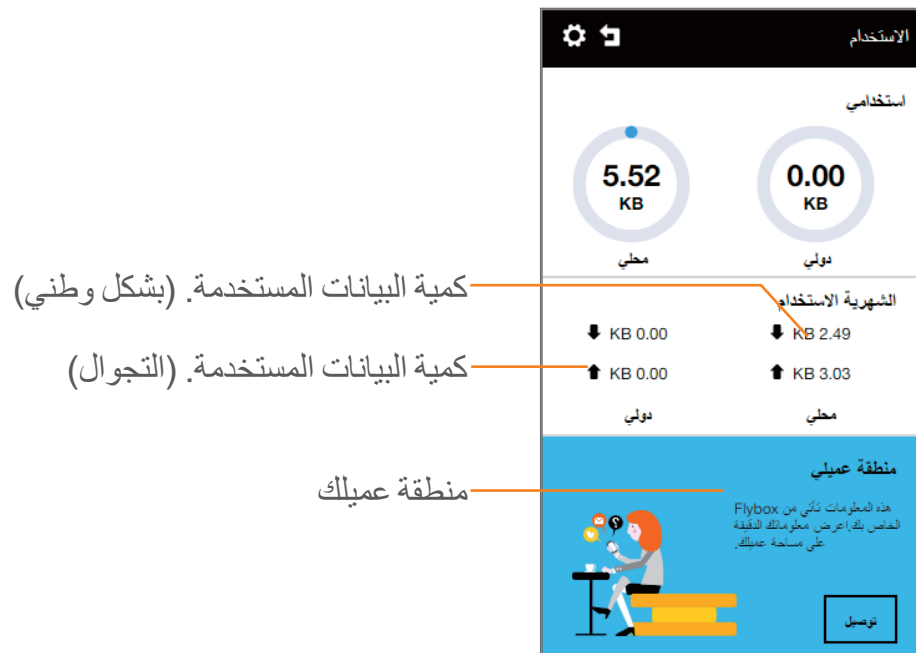 الاستخدام
استخدامي
0.00
KB
دولي
5.52
KB
محلي
الشهرية الاستخدام
KB 2.49
KB 0.00
KB 3.03
KB 0.00
محلي
دولي
منطقة عميلي
هذه المعلومات تأتي من Flybox
الخاص بك.اعرض معلوماتك الدقيقة
على مساحة عميلك.
توصيل
كمية البيانات المستخدمة. (بشكل وطني)
كمية البيانات المستخدمة. (التجوال)
منطقة عميلك